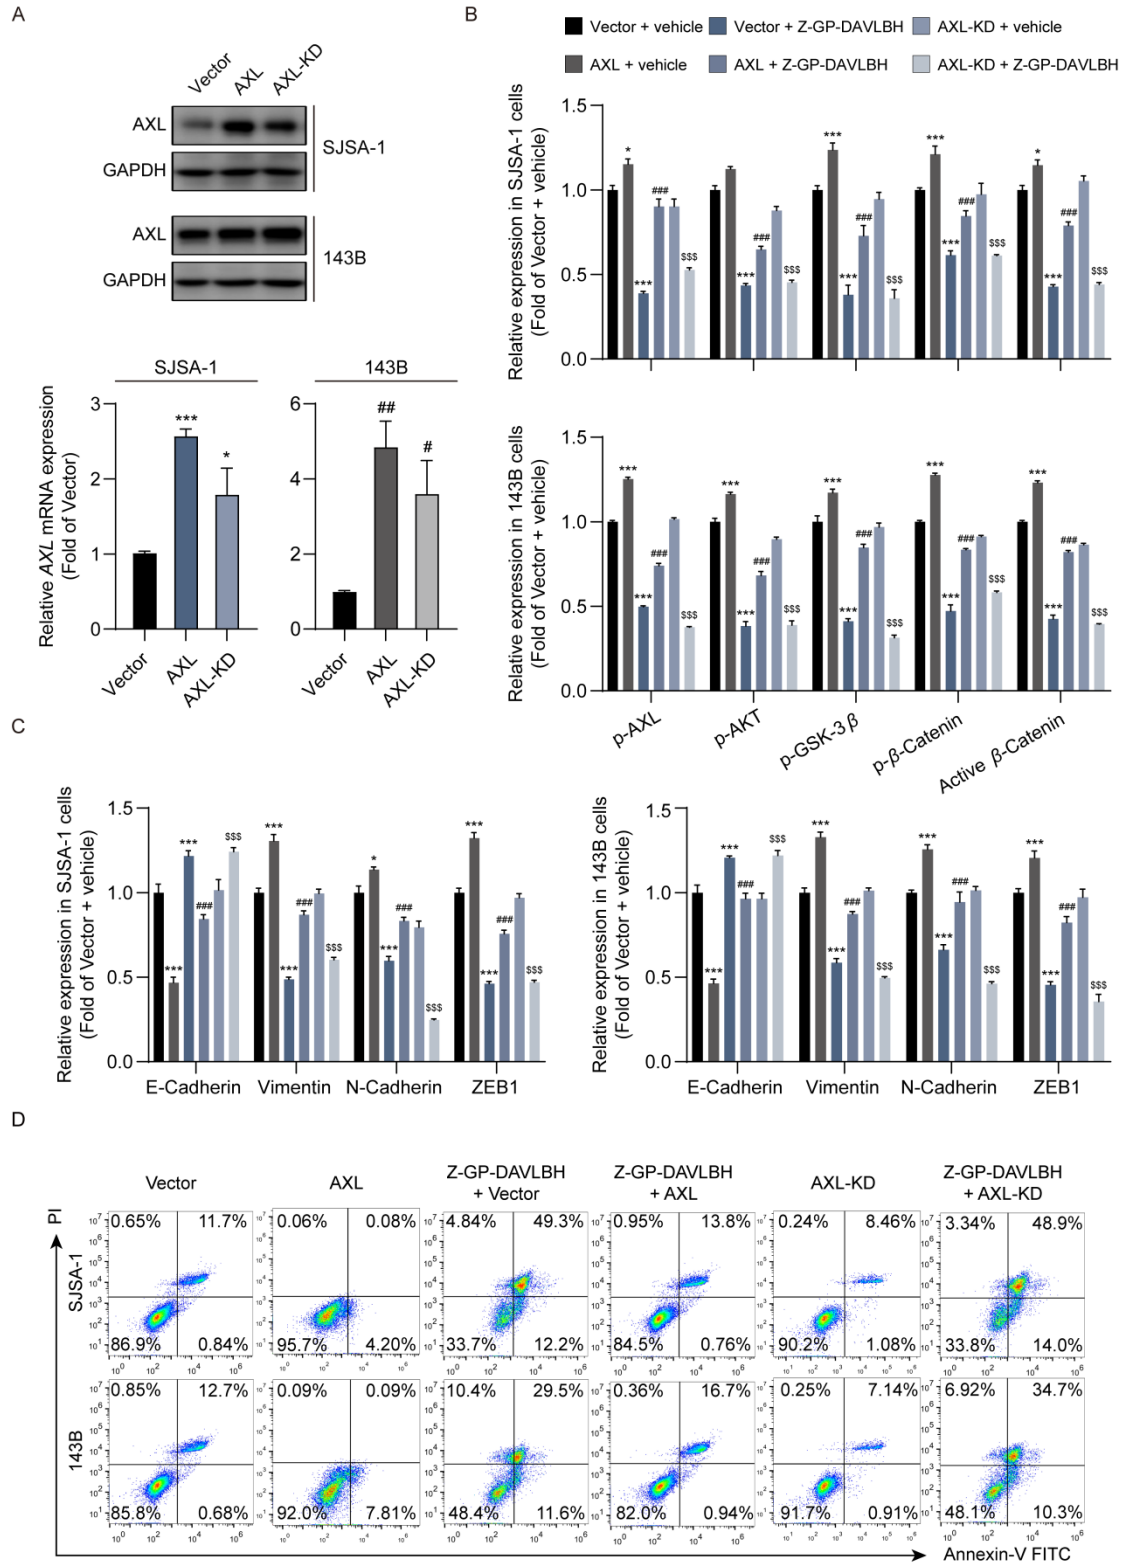 A
Vector AXL AXL-KD
AXL
GAPDH
SJSA-1
AXL
GAPDH
143B
SJSA-1
143B
Relative AXL mRNA expression
(Fold of Vector)
3
2
1
0
***
*
Vector AXL AXL-KD
6
4
2
0
##
#
Vector AXL AXL-KD
B
Vector + vehicle Vector + Z-GP-DAVLBH AXL-KD + vehicle
AXL + vehicle AXL + Z-GP-DAVLBH AXL-KD + Z-GP-DAVLBH
Relative expression in SJSA-1 cells
(Fold of Vector + vehicle)
1.5
1.0
0.5
0.0
* *** ### $$$
*** ### $$$
*** *** ### $$$
*** *** ### $$$
* *** ### $$$
Relative expression in 143B cells
(Fold of Vector + vehicle)
1.5
1.0
0.5
0.0
*** *** ### $$$
*** *** ### $$$
*** *** ### $$$
*** *** ### $$$
*** *** ### $$$
p-AXL p-AKT p-GSK-3β p-β-Catenin Active β-Catenin
C
Relative expression in SJSA-1 cells
(Fold of Vector + vehicle)
1.5
1.0
0.5
0.0
*** *** ### $$$
*** *** ### $$$
* *** ### $$$
*** *** ### $$$
E-Cadherin Vimentin N-Cadherin ZEB1
Relative expression in 143B cells
(Fold of Vector + vehicle)
1.5
1.0
0.5
0.0
*** *** ### $$$
*** *** ### $$$
*** *** ### $$$
*** *** ### $$$
E-Cadherin Vimentin N-Cadherin ZEB1
D
Vector AXL Z-GP-DAVLBH + Vector Z-GP-DAVLBH + AXL AXL-KD Z-GP-DAVLBH + AXL-KD
PI
SJSA-1
0.65% 11.7% 0.06% 0.08% 4.84% 49.3% 0.95% 13.8% 0.24% 8.46% 3.34% 48.9%
86.9% 0.84% 95.7% 4.20% 33.7% 12.2% 84.5% 0.76% 90.2% 1.08% 33.8% 14.0%
143B
0.85% 12.7% 0.09% 0.09% 10.4% 29.5% 0.36% 16.7% 0.25% 7.14% 6.92% 34.7%
85.8% 0.68% 92.0% 7.81% 48.4% 11.6% 82.0% 0.94% 91.7% 0.91% 48.1% 10.3%
Annexin-V FITC